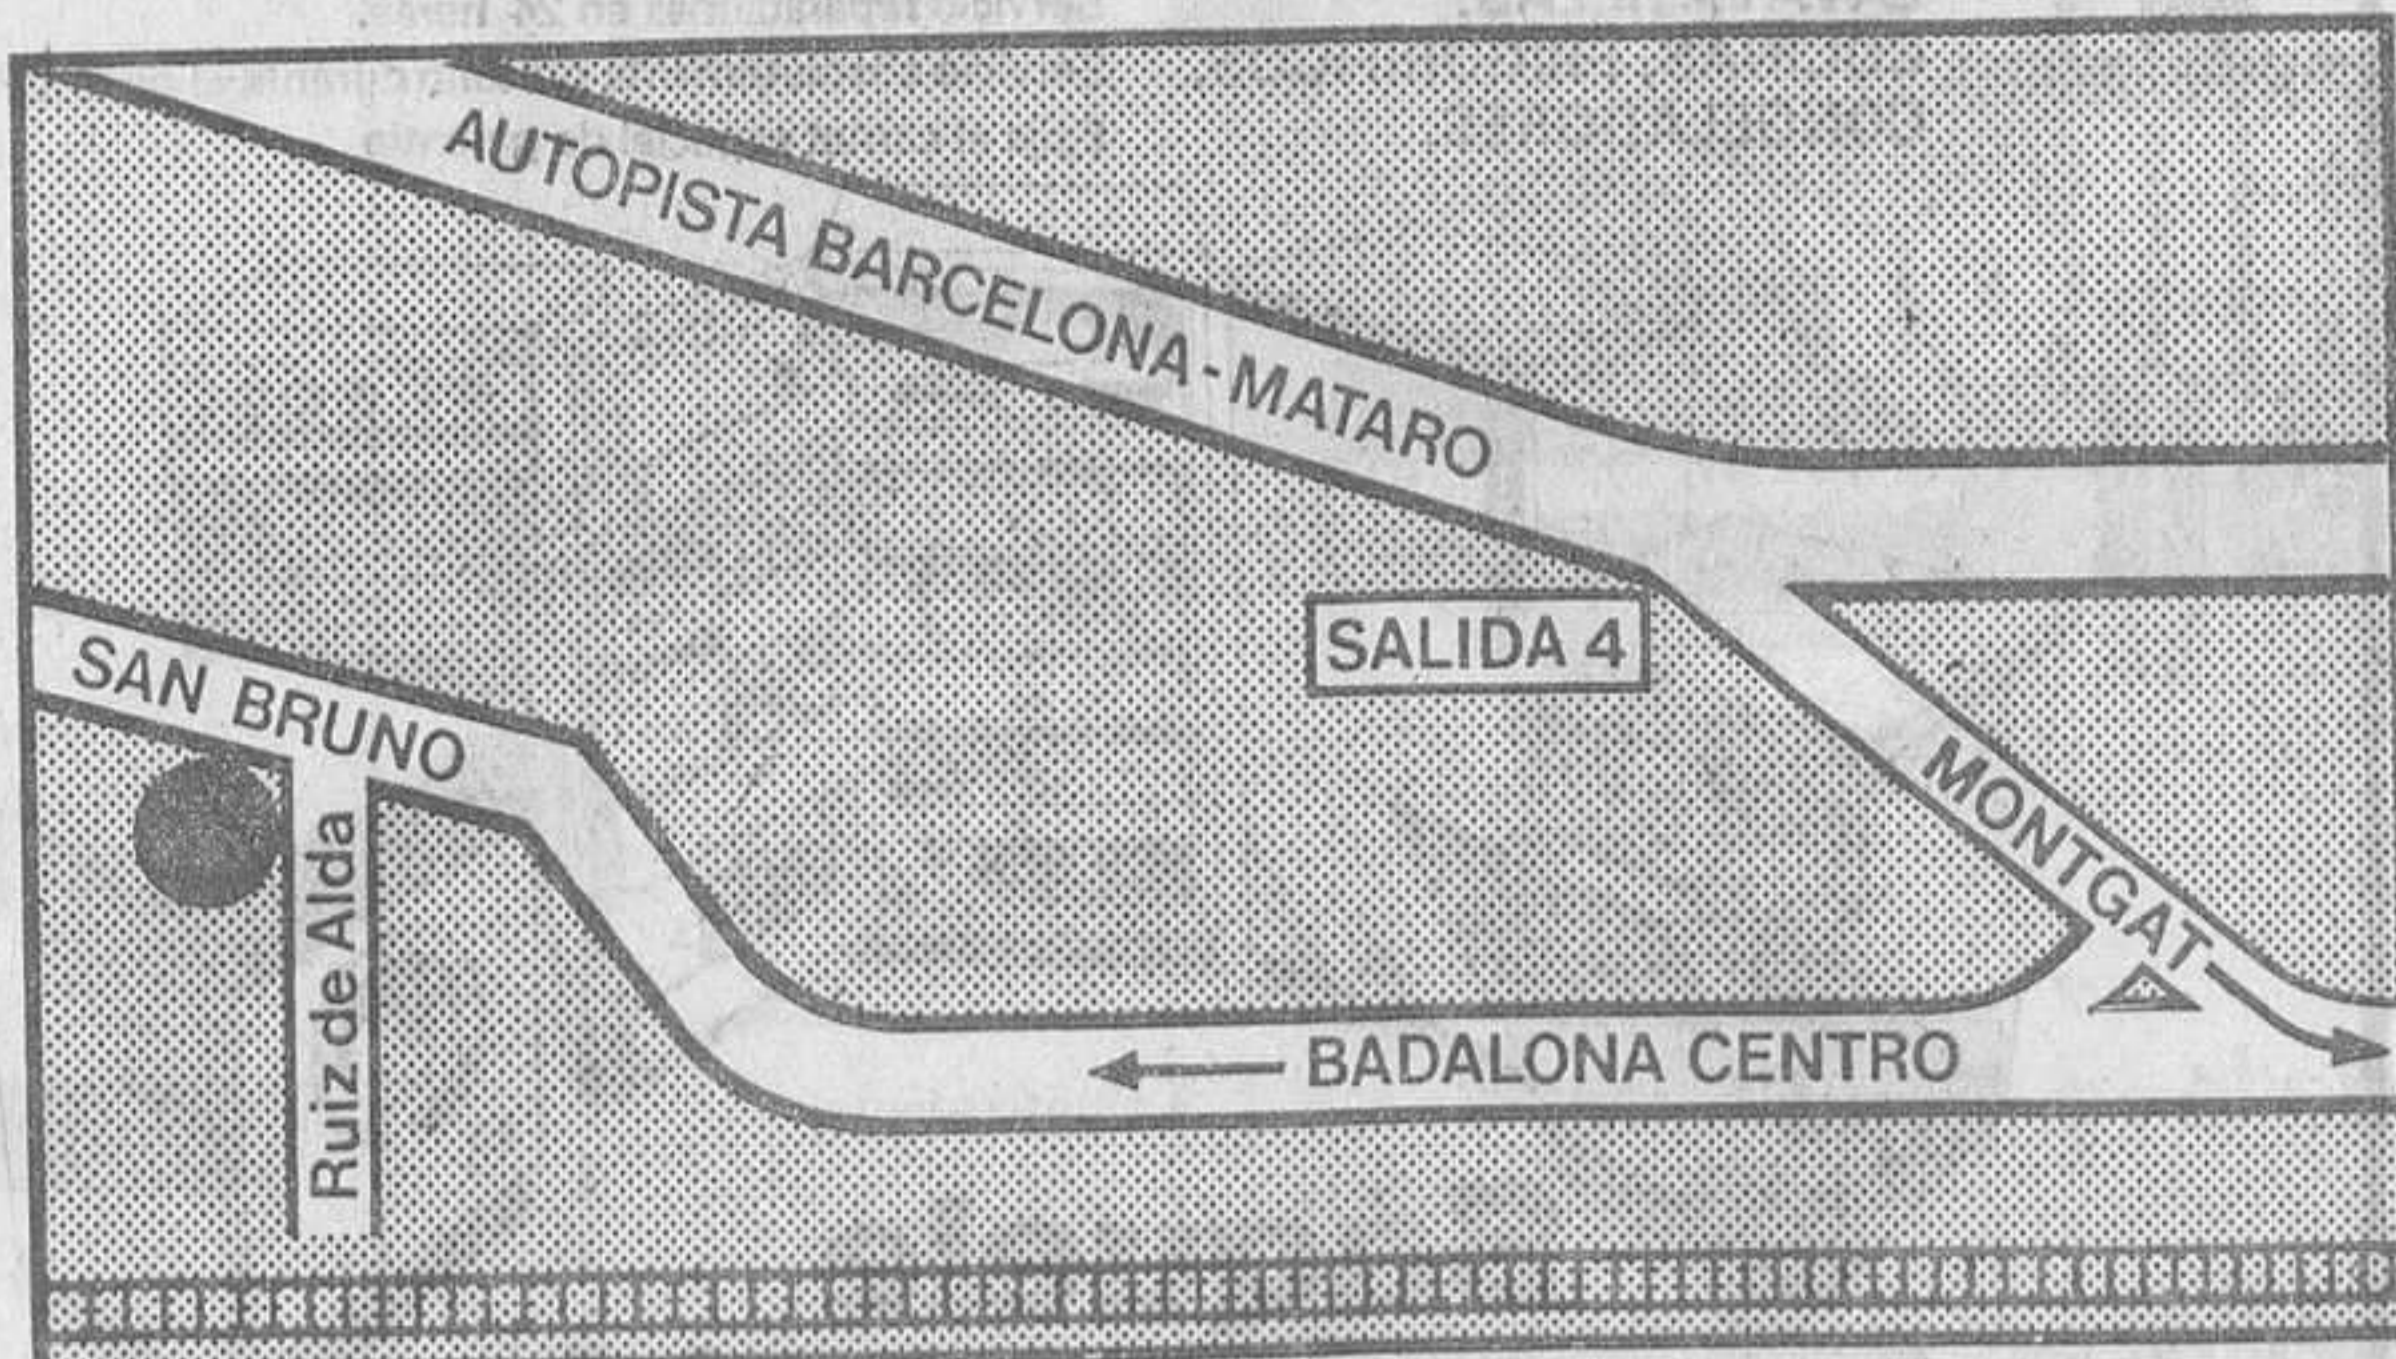 AUTOPISTA BARCELONA - MATARO
SALIDA 4
SAN BRUNO
Ruiz de Alda
MONTGAT
BADALONA CENTRO